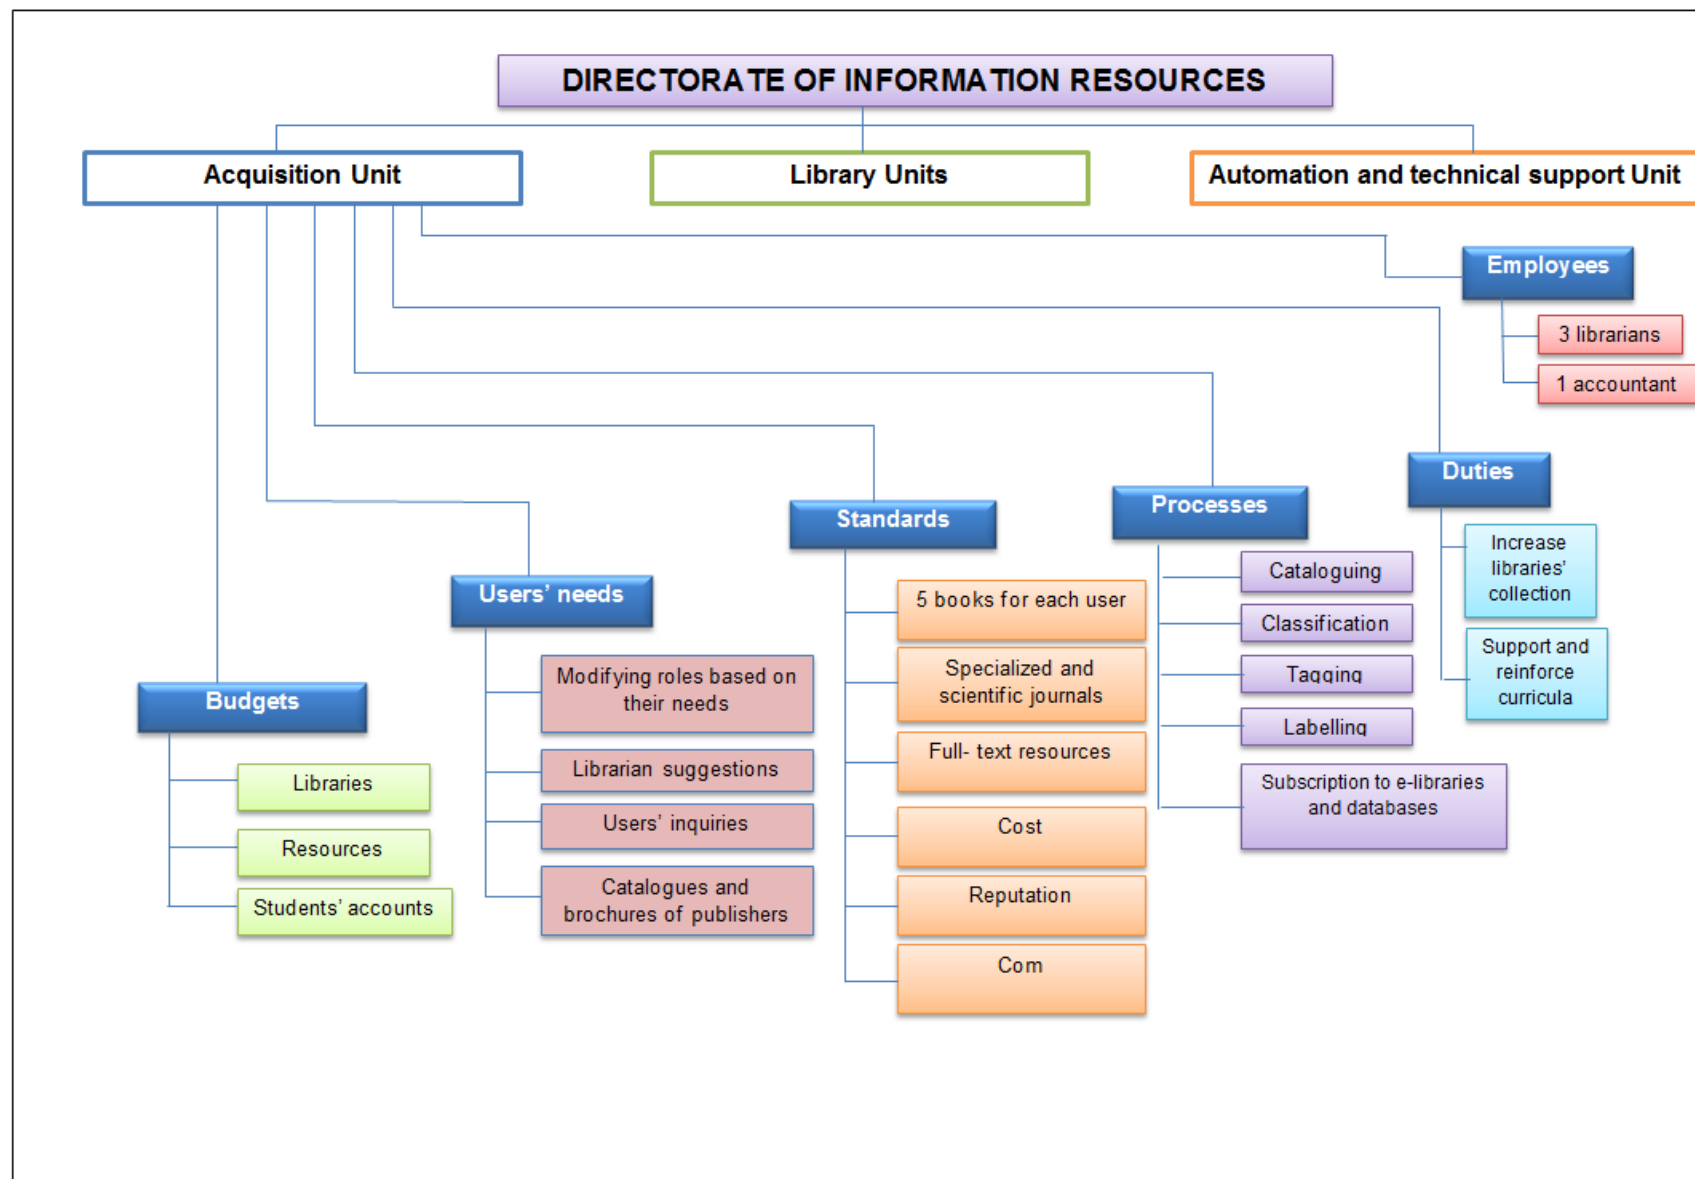 DIRECTORATE OF INFORMATION RESOURCES
Acquisition Unit
Library Units
Automation and technical support Unit
Employees
3 librarians
1 accountant
Duties
Increase
libraries’
collection
Support and
reinforce
curricula
Processes
Cataloguing
Classification
Tagging
Labelling
Subscription to e-libraries
and databases
Standards
5 books for each user
Specialized and
scientific journals
Full- text resources
Cost
Reputation
Com
Users’ needs
Modifying roles based on
their needs
Librarian suggestions
Users’ inquiries
Catalogues and
brochures of publishers
Budgets
Libraries
Resources
Students’ accounts